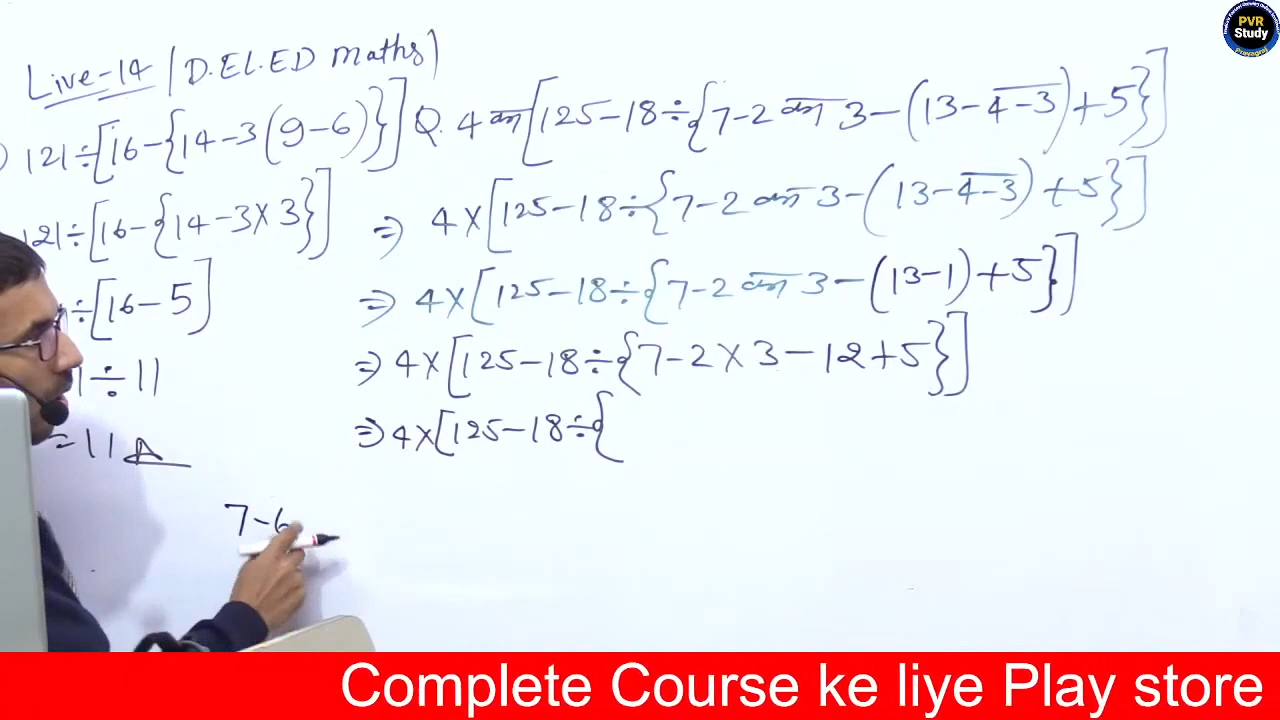 Live-14 / D.EL.ED Maths)
121÷[16-{14-3(9-6)}]
121÷[16-{14-3×3}]
÷[16-5]
÷11
=11 A
Q. 4 का [125-18÷{7-2 का 3-(13-4̅-̅3̅)+5}]
⇒ 4×[125-18÷{7-2 का 3-(13-4̅-̅3̅)+5}]
⇒ 4×[125-18÷{7-2 का 3-(13-1)+5}]
⇒ 4×[125-18÷{7-2×3-12+5}]
⇒ 4×[125-18÷{
7-6
PVR
Study
Prayagraj
Complete Course ke liye Play store